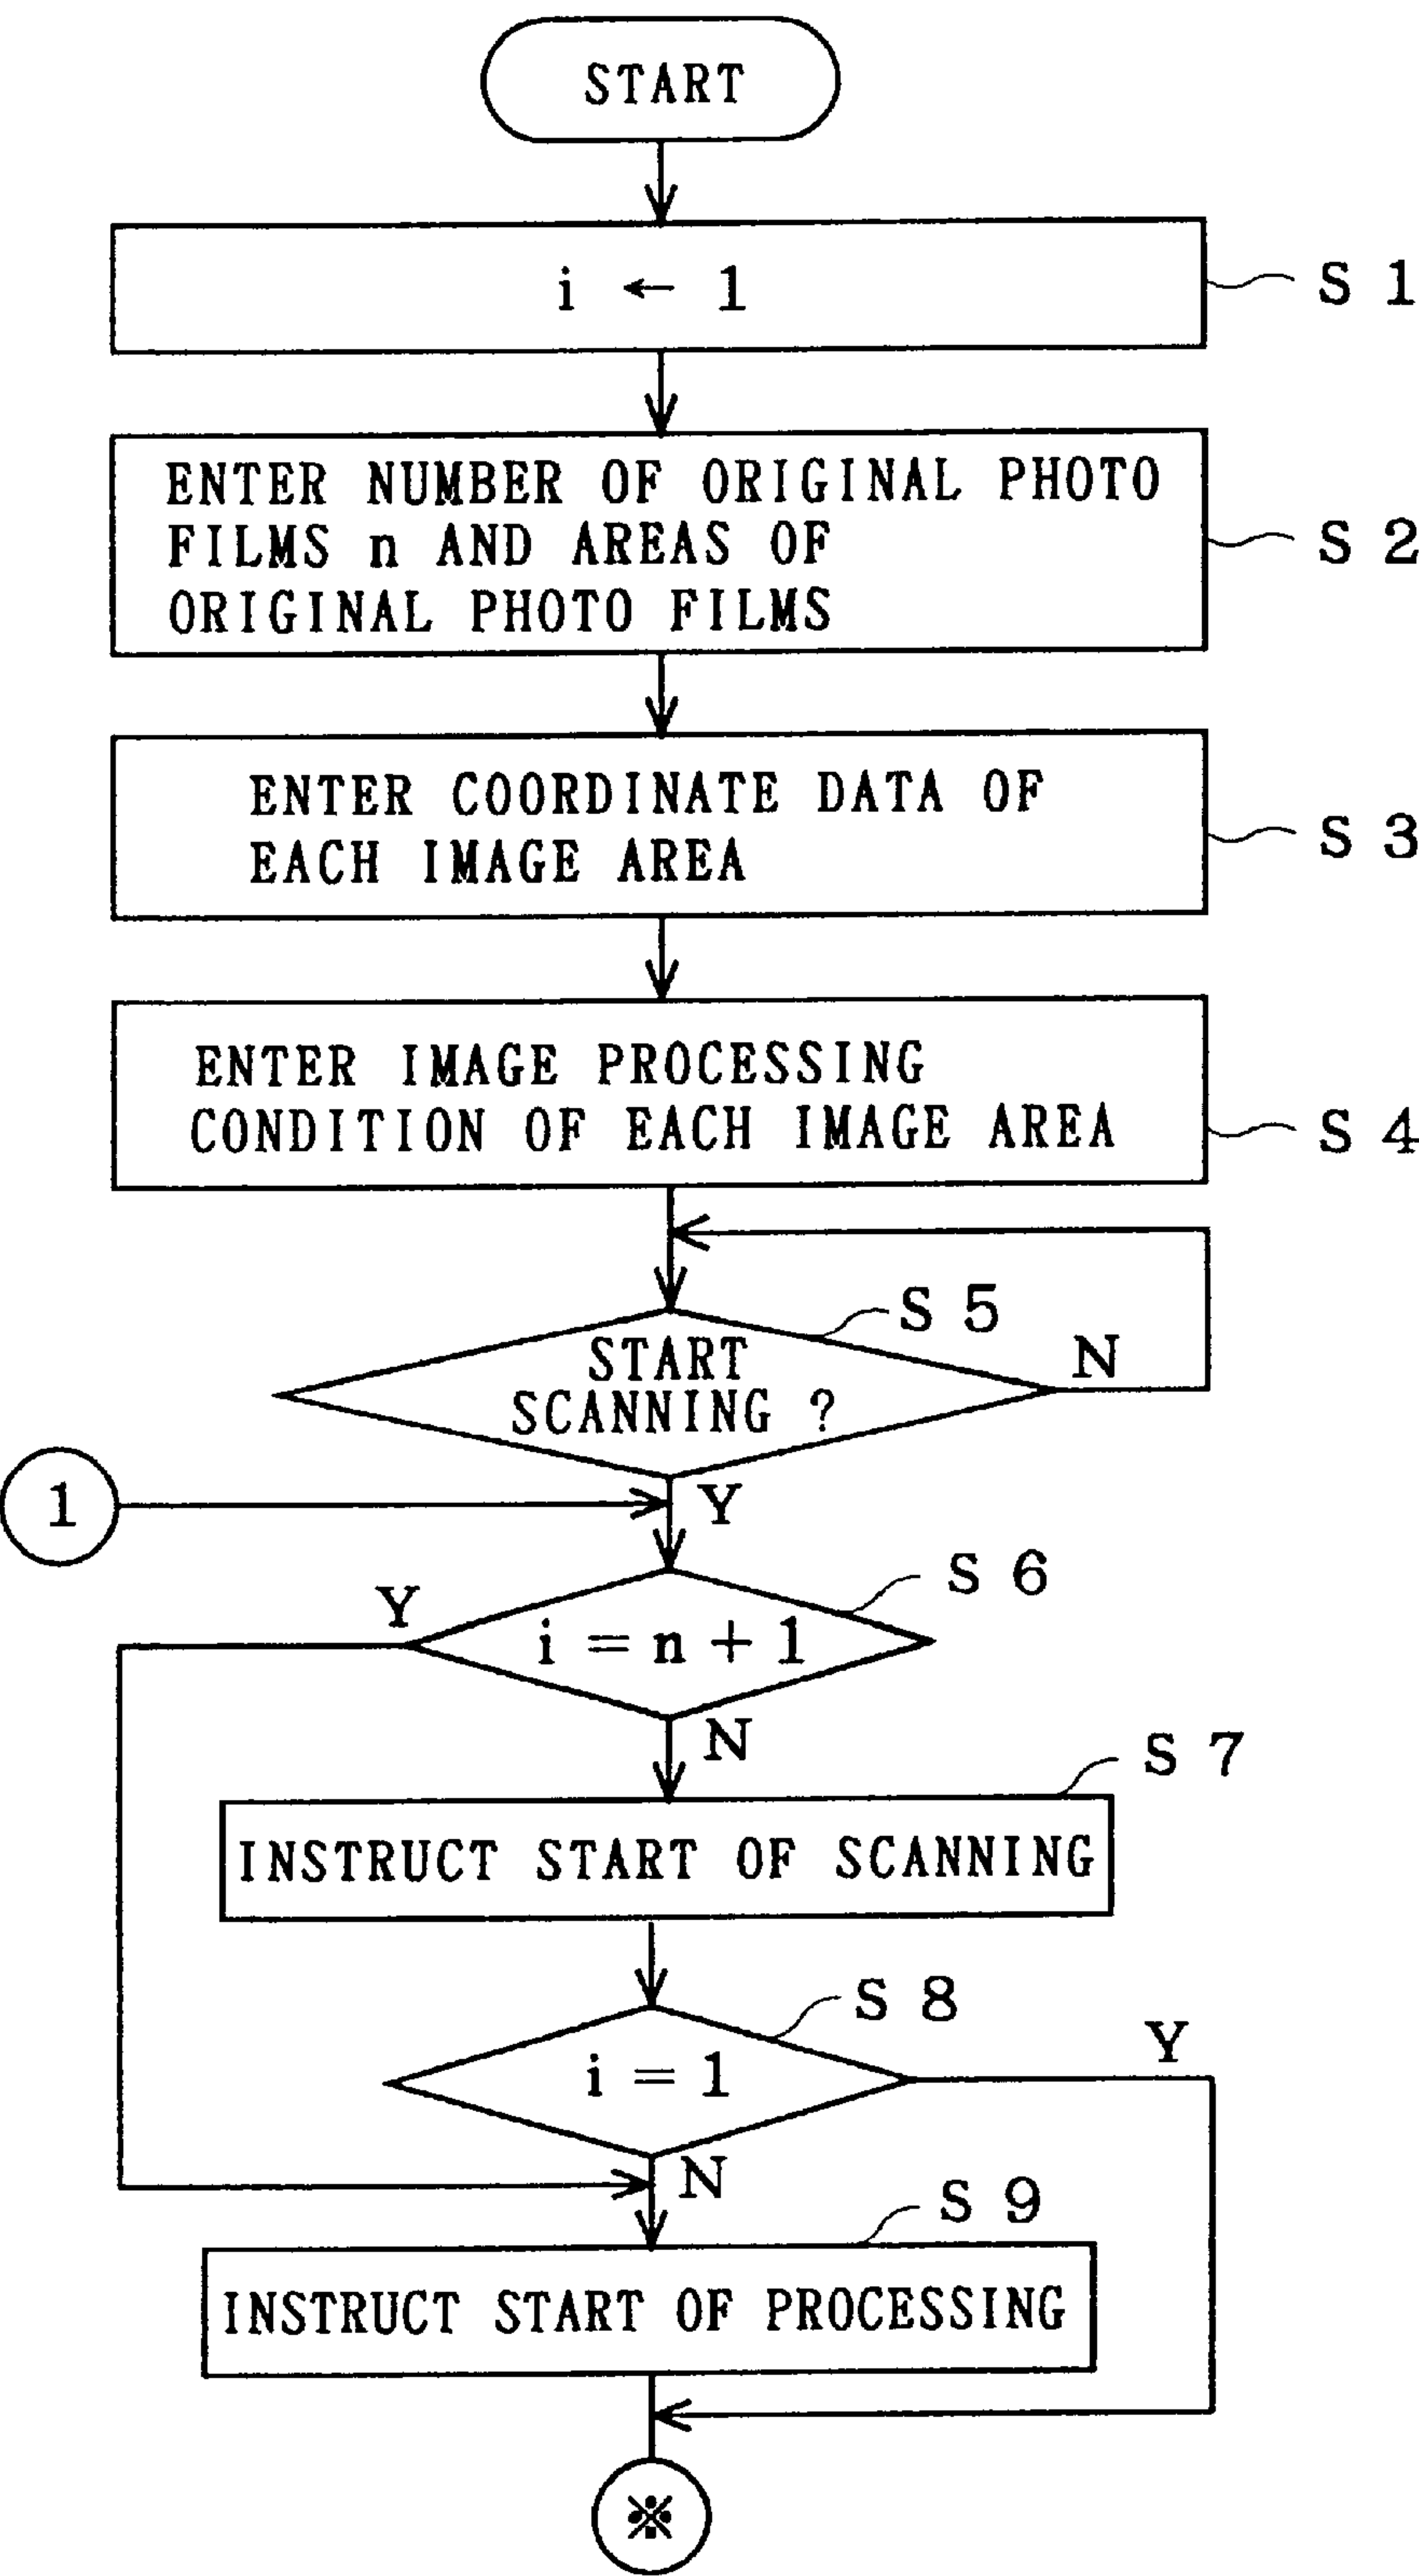 START
i ← 1
S 1
ENTER NUMBER OF ORIGINAL PHOTO
FILMS n AND AREAS OF
ORIGINAL PHOTO FILMS
S 2
ENTER COORDINATE DATA OF
EACH IMAGE AREA
S 3
ENTER IMAGE PROCESSING
CONDITION OF EACH IMAGE AREA
S 4
S 5
START
SCANNING ?
N
1
Y
S 6
Y
i = n + 1
N
S 7
INSTRUCT START OF SCANNING
S 8
Y
i = 1
N
S 9
INSTRUCT START OF PROCESSING
※